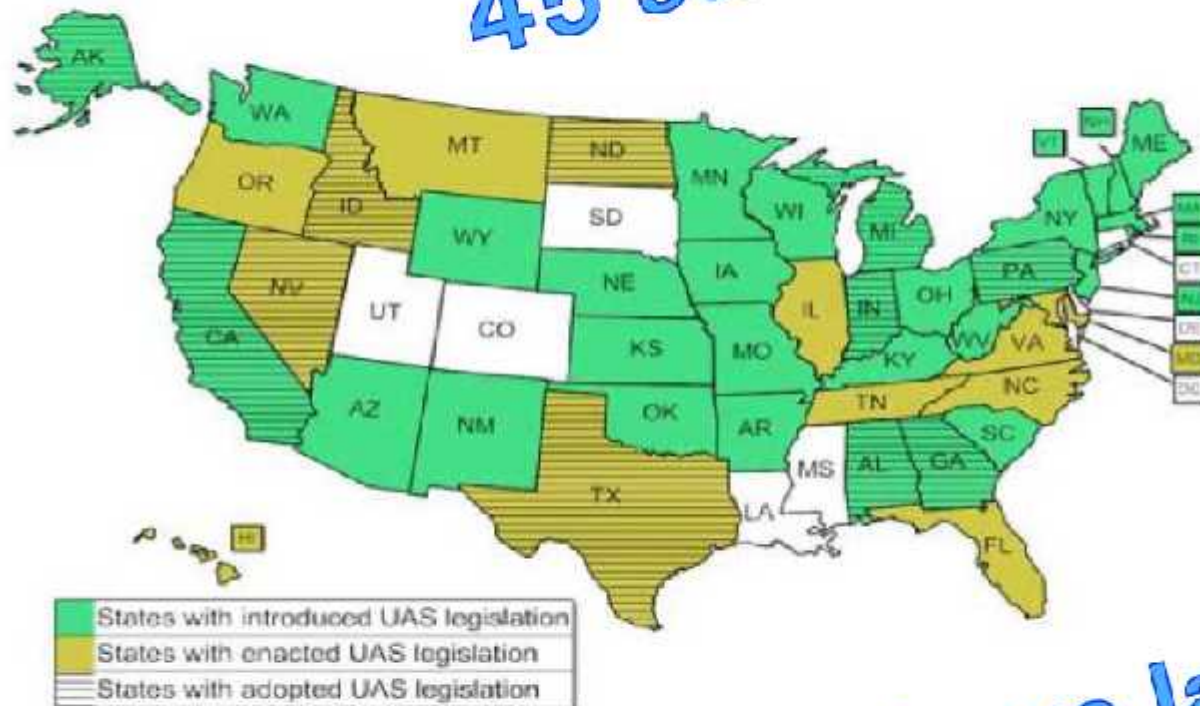 45
AK
WA
MT
ND
MN
OR
ID
SD
WI
MI
WY
NV
UT
CO
NE
IA
IL
IN
OH
PA
NY
VT
NH
ME
CT
CA
KS
MO
KY
WV
VA
AZ
NM
OK
AR
TN
NC
SC
TX
LA
MS
AL
GA
FL
HI
States with introduced UAS legislation
States with enacted UAS legislation
States with adopted UAS legislation